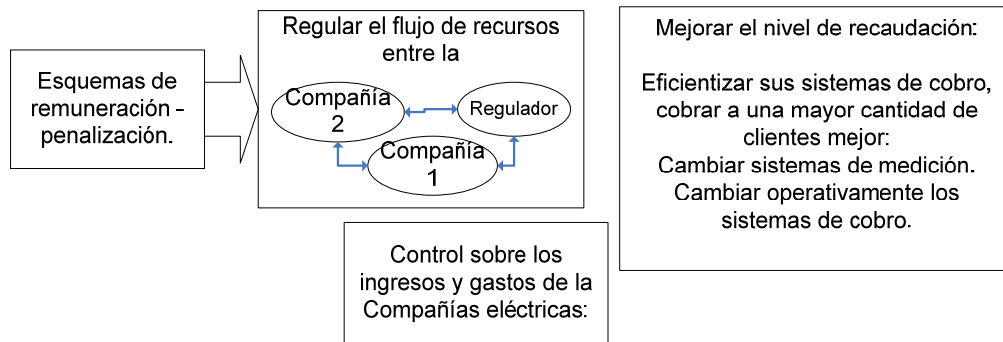 Esquemas de
remuneración –
penalización.
Regular el flujo de recursos
entre la
Compañía
2
Regulador
Compañía
1
Mejorar el nivel de recaudación:
Eficientizar sus sistemas de cobro,
cobrar a una mayor cantidad de
clientes mejor:
Cambiar sistemas de medición.
Cambiar operativamente los
sistemas de cobro.
Control sobre los
ingresos y gastos de la
Compañías eléctricas: